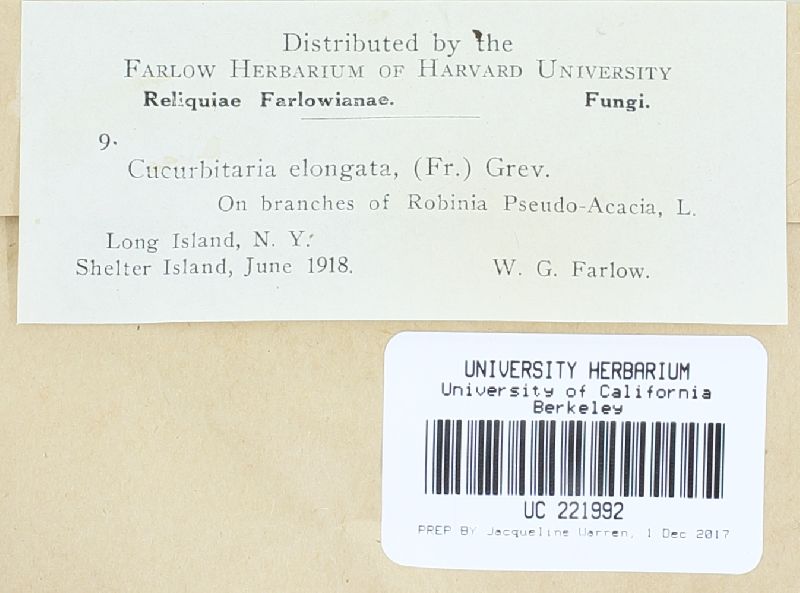 Distributed by the
FARLOW HERBARIUM OF HARVARD UNIVERSITY
Reliquiae Farlowianae. Fungi.
9.
Cucurbitaria elongata, (Fr.) Grev.
On branches of Robinia Pseudo-Acacia, L.
Long Island, N. Y.
Shelter Island, June 1918. W. G. Farlow.
UNIVERSITY HERBARIUM
University of California
Berkeley
UC 221992
PREP BY Jacqueline Warren, 1 Dec 2017